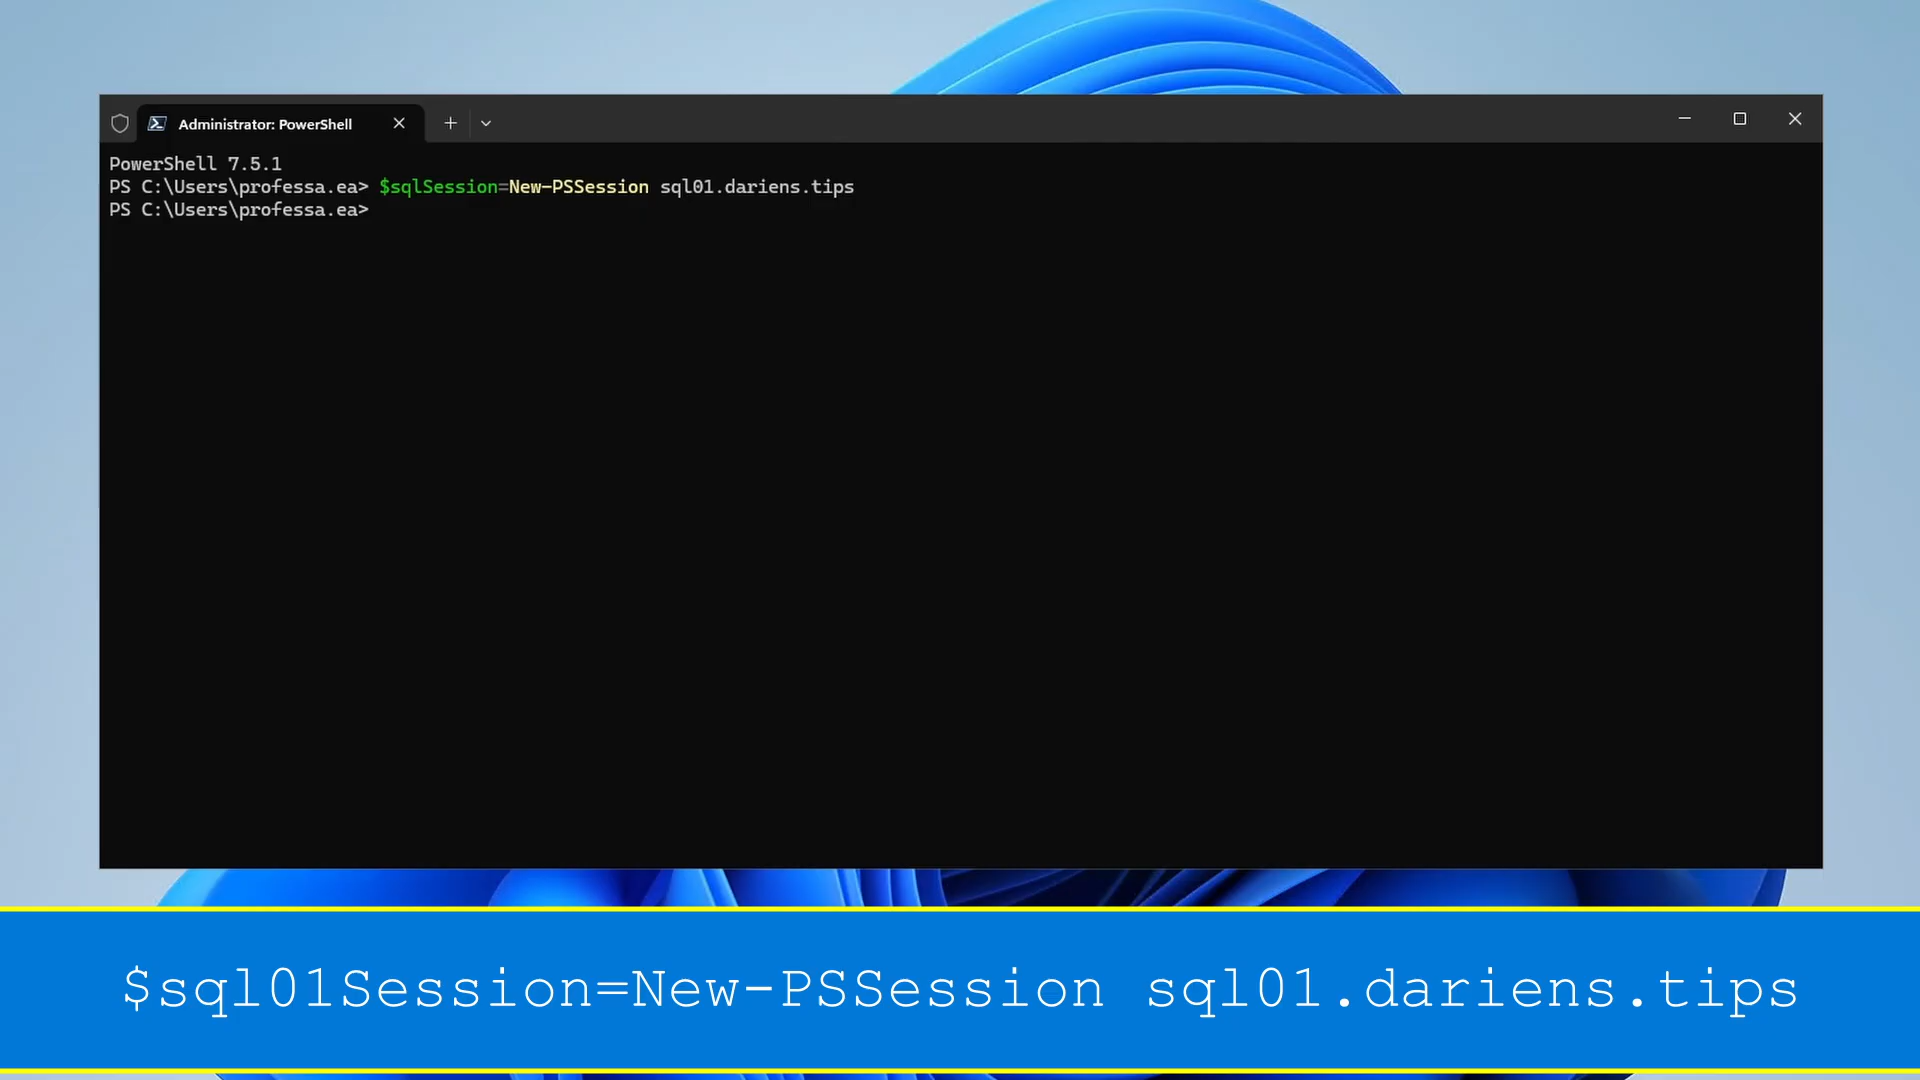 Administrator: PowerShell
PowerShell 7.5.1
PS C:\Users\professa.ea> $sqlSession=New-PSSession sql01.dariens.tips
PS C:\Users\professa.ea>
$sql01Session=New-PSSession sql01.dariens.tips